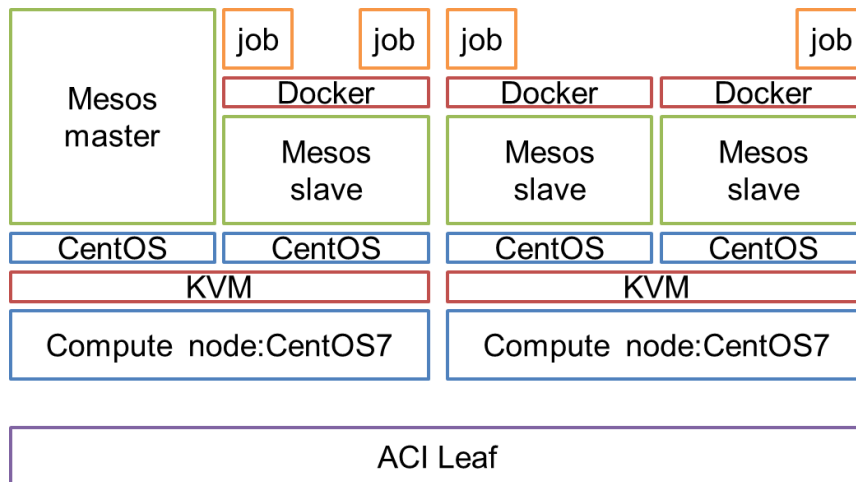 job
job
job
job
Mesos
master
Docker
Docker
Docker
Mesos
slave
Mesos
slave
Mesos
slave
CentOS
CentOS
CentOS
CentOS
KVM
KVM
Compute node:CentOS7
Compute node:CentOS7
ACI Leaf